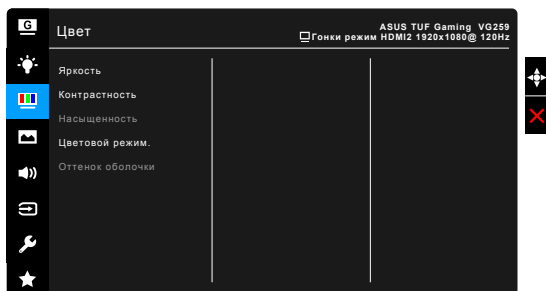 G
ASUS TUF Gaming VG259
Цвет
Гонки режим HDMI2 1920x1080@ 120Hz
Яркость
Контрастность
Насыщенность
Цветовой режим.
Оттенок оболочки